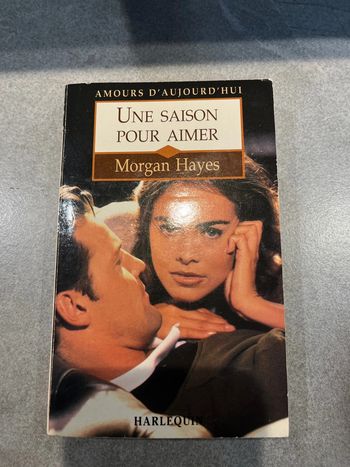 AMOURS D'AUJOURD'HUI
UNE SAISON
POUR AIMER
Morgan Hayes
HARLEQUIN